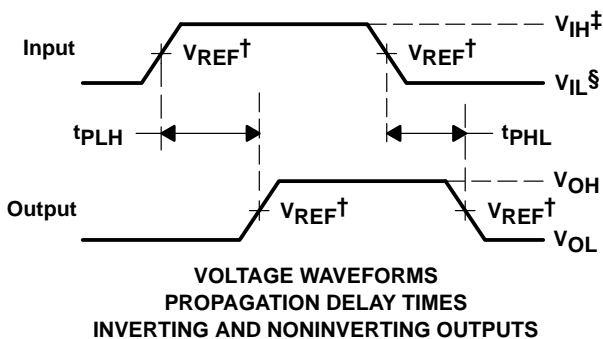 VIH‡
Input VREF† VREF†
VIL§
tPLH tPHL
VOH
Output VREF† VREF†
VOL
VOLTAGE WAVEFORMS
PROPAGATION DELAY TIMES
INVERTING AND NONINVERTING OUTPUTS